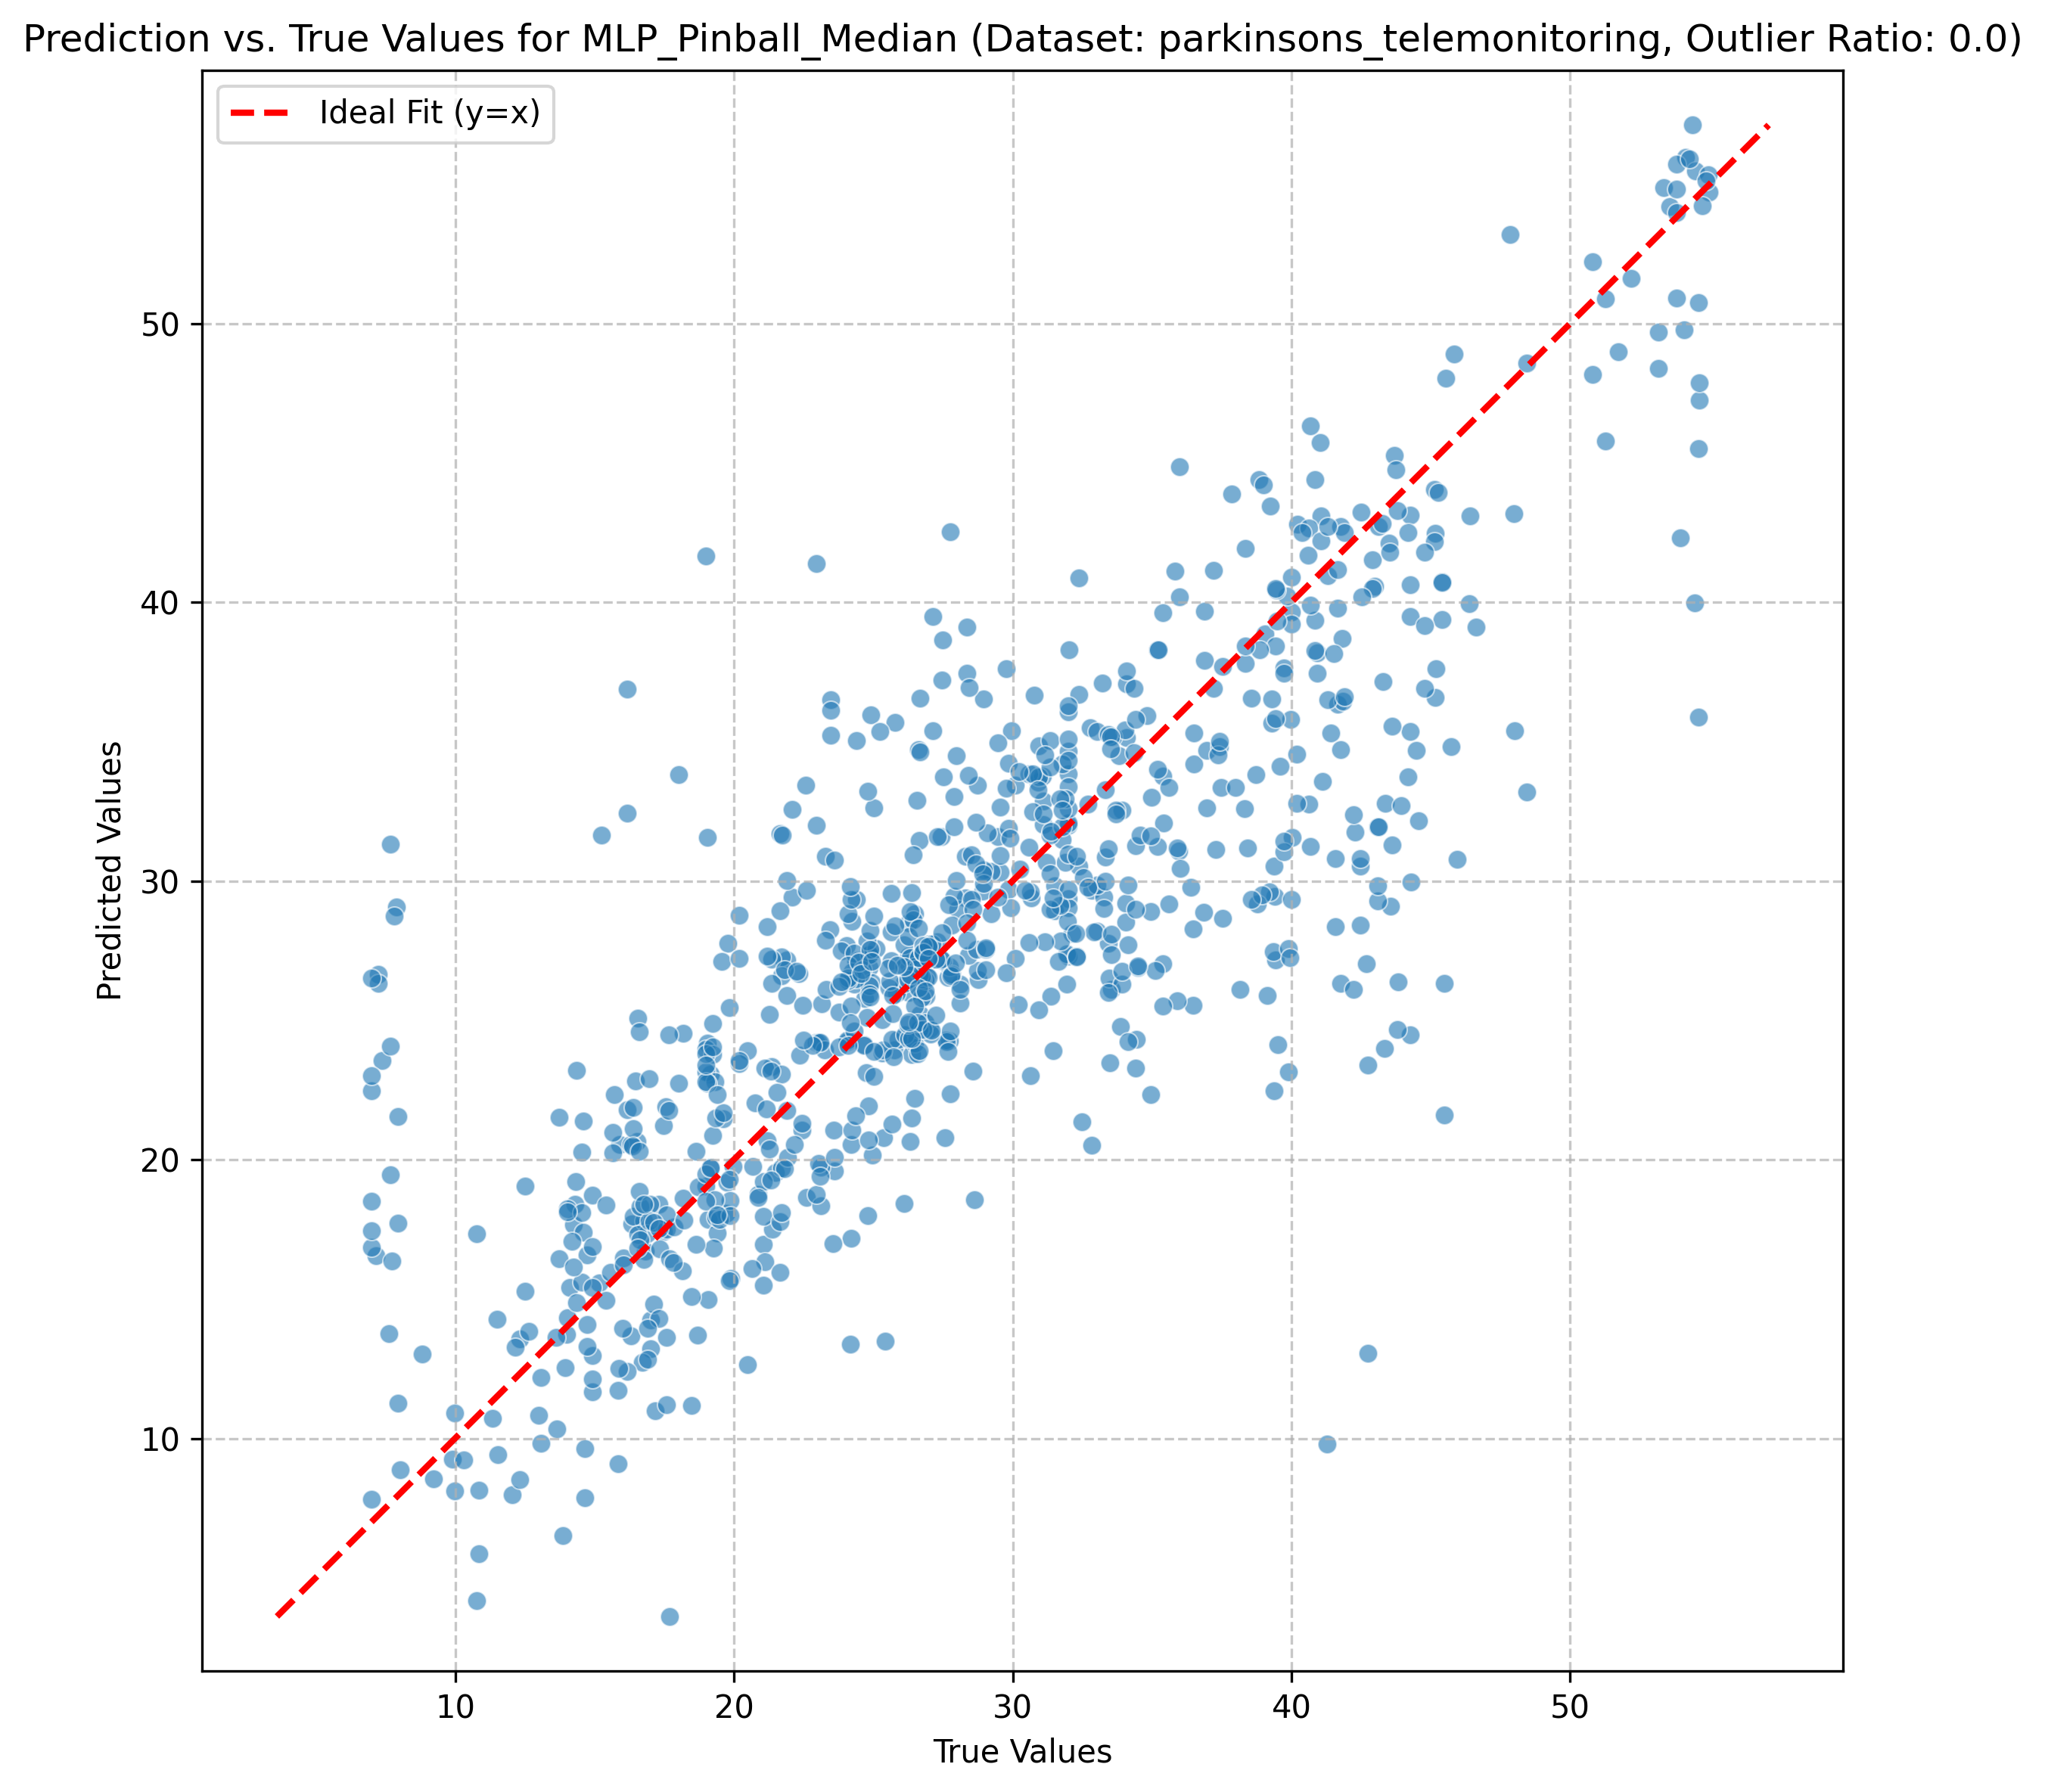 Prediction vs. True Values for MLP_Pinball_Median (Dataset: parkinsons_telemonitoring, Outlier Ratio: 0.0)
Ideal Fit (y=x)
50
40
30
20
10
Predicted Values
10 20 30 40 50
True Values